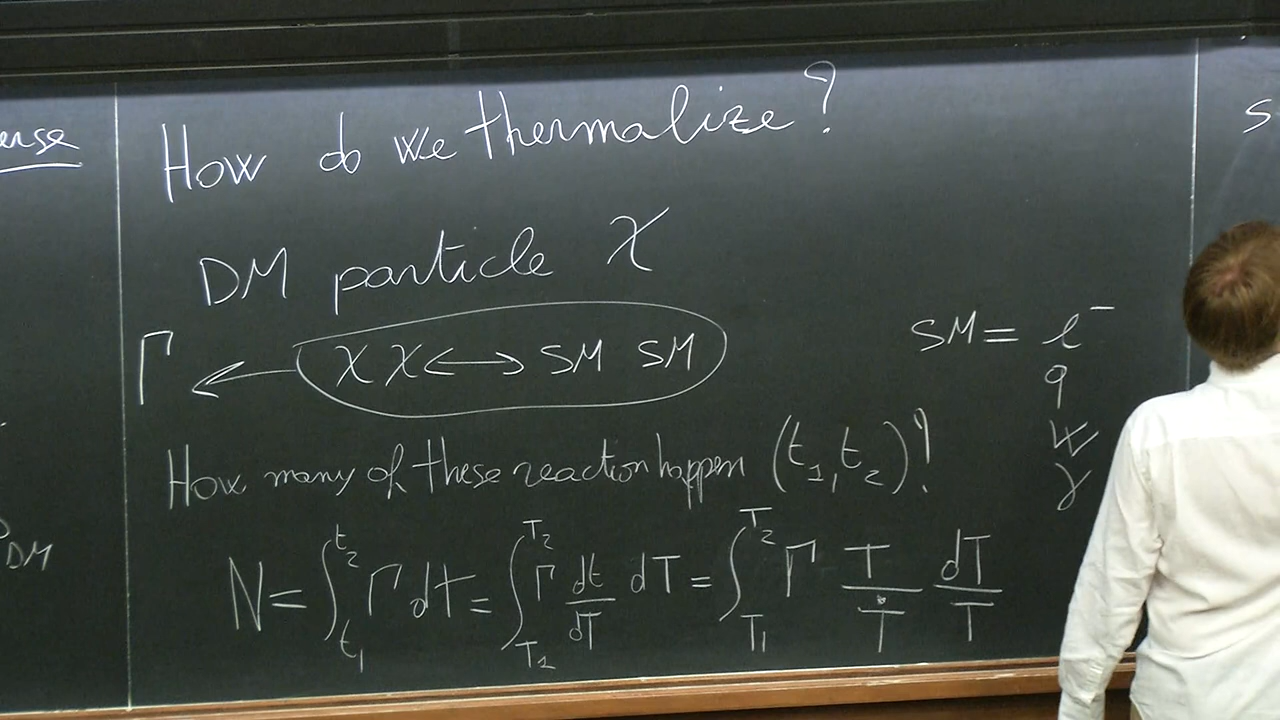 How do we thermalize?
DM particle χ
Γ ← χ χ ⟷ SM SM
SM = e⁻
q
W
γ
How many of these reaction happen (t₁, t₂)?
N = ∫_{t₁}^{t₂} Γ dt = ∫_{T₁}^{T₂} Γ dt/dT dT = ∫_{T₁}^{T₂} Γ T/Ṫ dT/T
DM
S